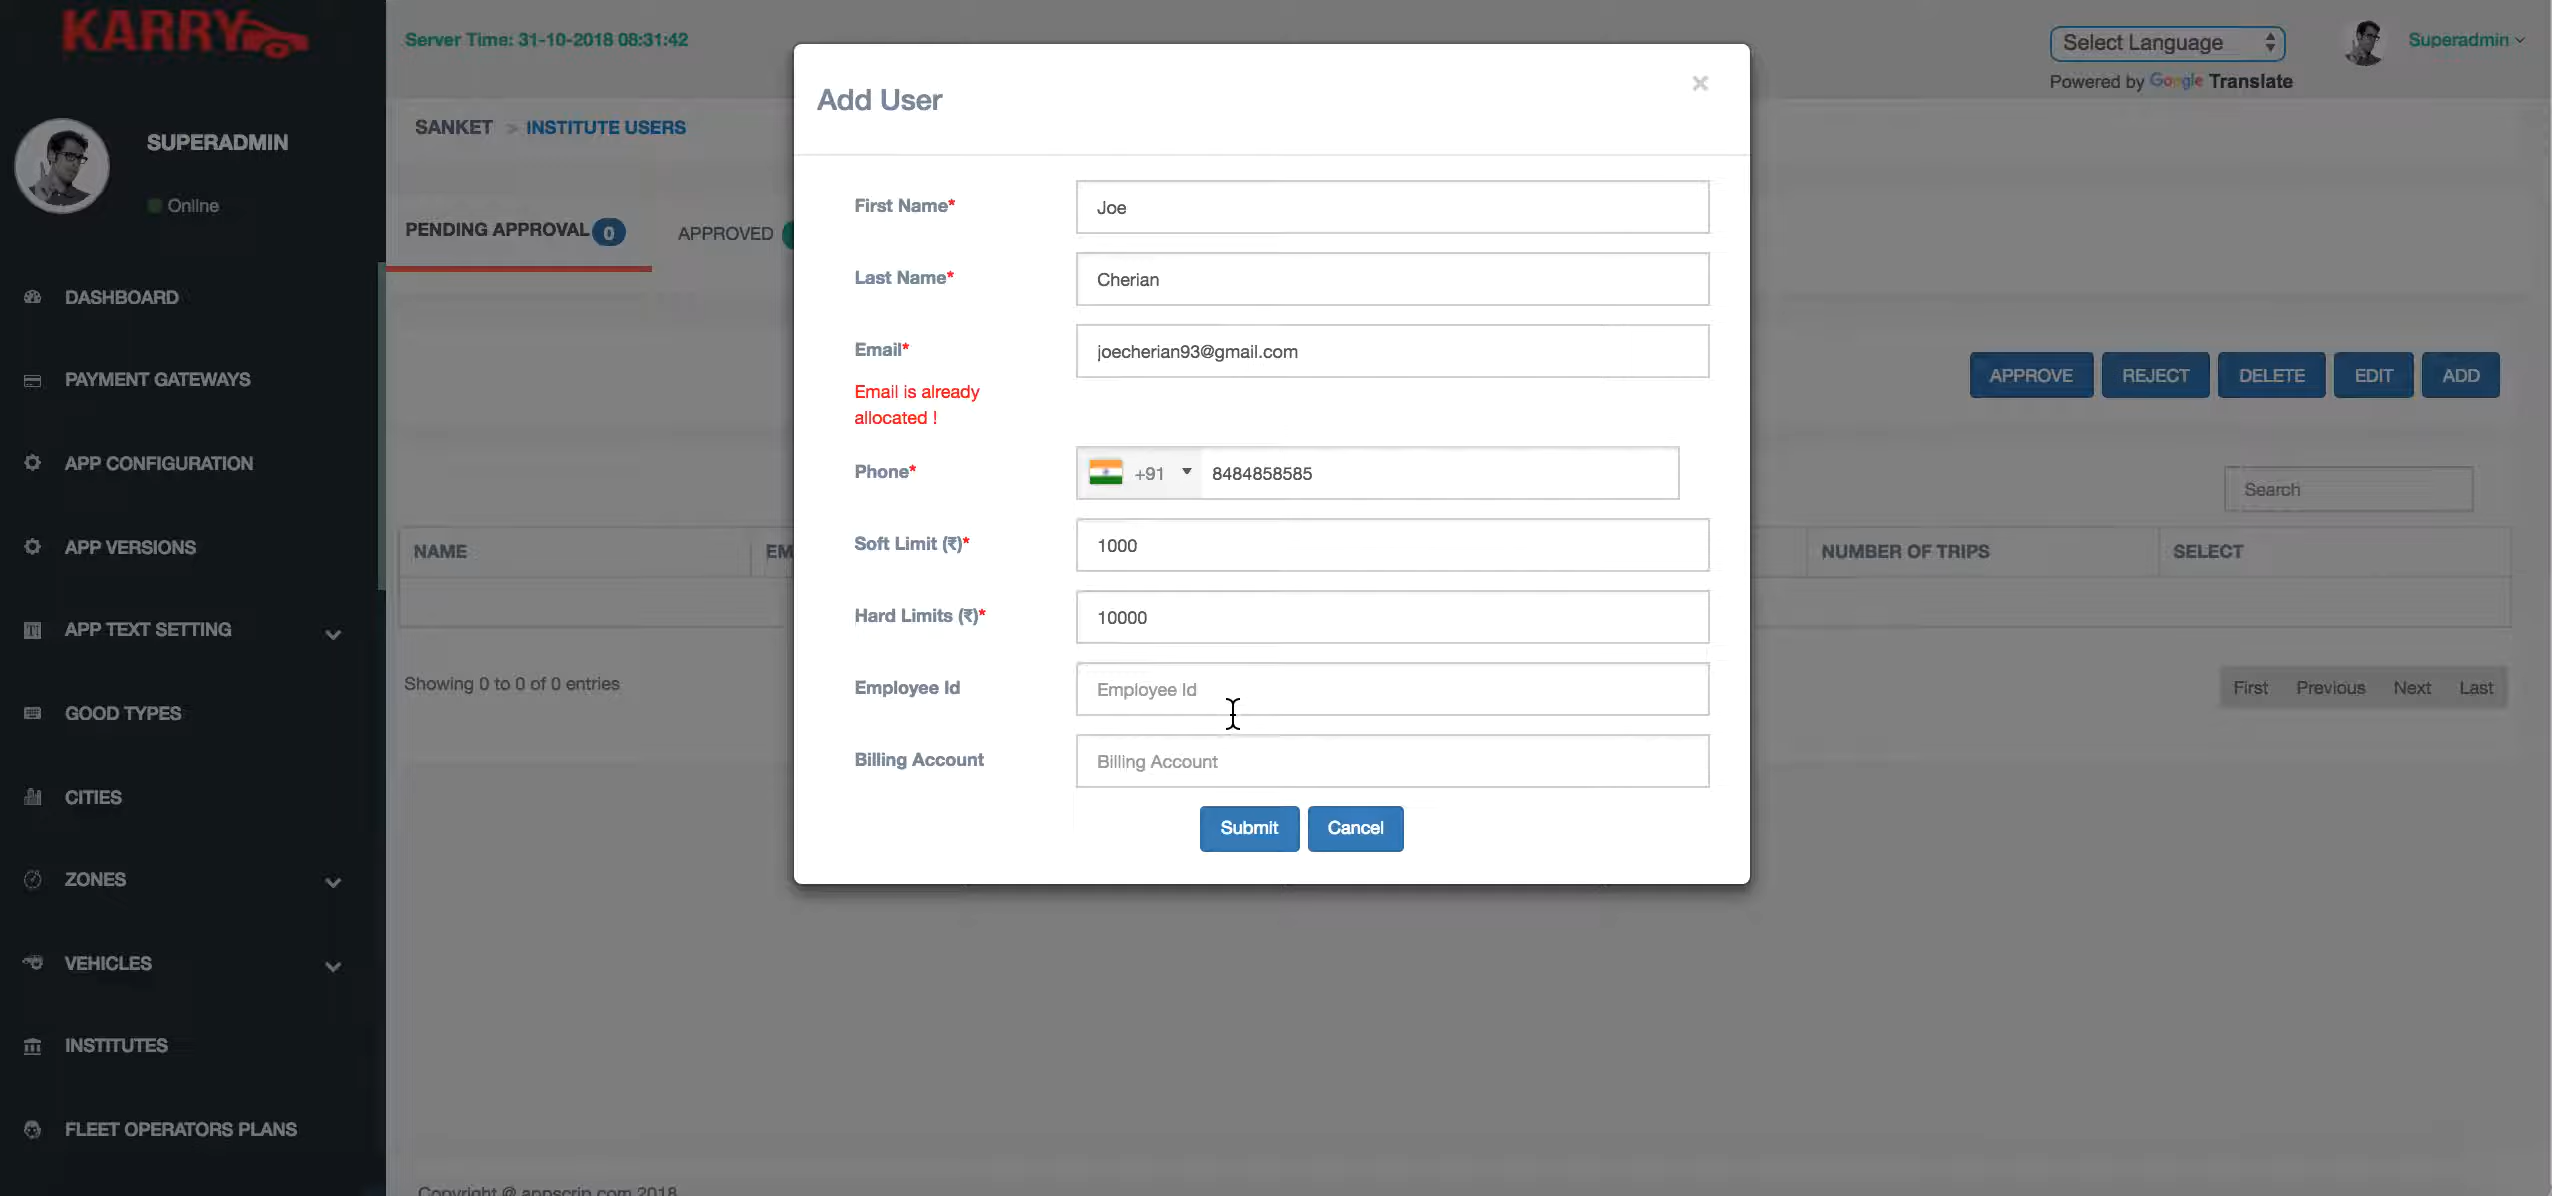 KARRY
Server Time: 31-10-2018 08:31:42
Select Language
Superadmin
Powered by Google Translate
SUPERADMIN
Online
SANKET > INSTITUTE USERS
PENDING APPROVAL 0
APPROVED
DASHBOARD
PAYMENT GATEWAYS
APP CONFIGURATION
APP VERSIONS
APP TEXT SETTING
GOOD TYPES
CITIES
ZONES
VEHICLES
INSTITUTES
FLEET OPERATORS PLANS
Add User
×
First Name*
Joe
Last Name*
Cherian
Email*
joecherian93@gmail.com
Email is already
allocated !
Phone*
+91
8484858585
Soft Limit (₹)*
1000
Hard Limits (₹)*
10000
Employee Id
Employee Id
Billing Account
Billing Account
Submit
Cancel
APPROVE
REJECT
DELETE
EDIT
ADD
Search
NAME
EM
NUMBER OF TRIPS
SELECT
Showing 0 to 0 of 0 entries
First
Previous
Next
Last
Copyright @ appscrip.com 2018